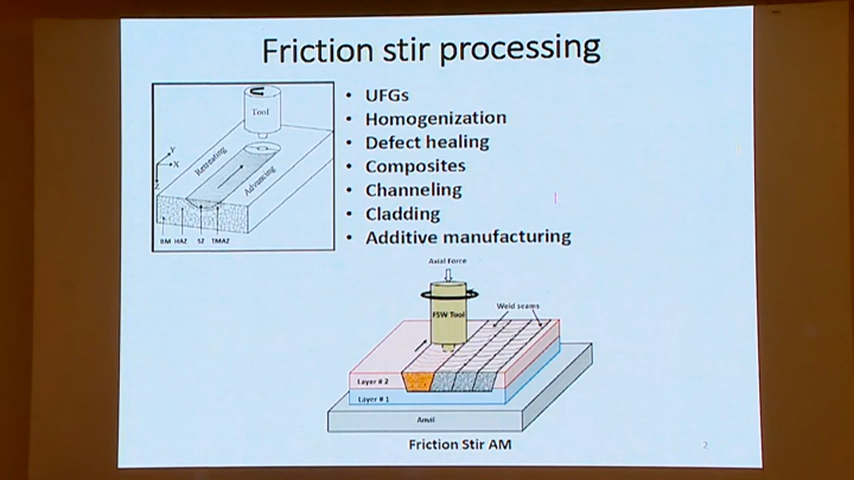 Friction stir processing
Tool
Retreating
Advancing
Y
X
Z
BM HAZ SZ TMAZ
• UFGs
• Homogenization
• Defect healing
• Composites
• Channeling
• Cladding
• Additive manufacturing
Axial Force
FSW Tool
Weld seams
Layer # 2
Layer # 1
Anvil
Friction Stir AM
2